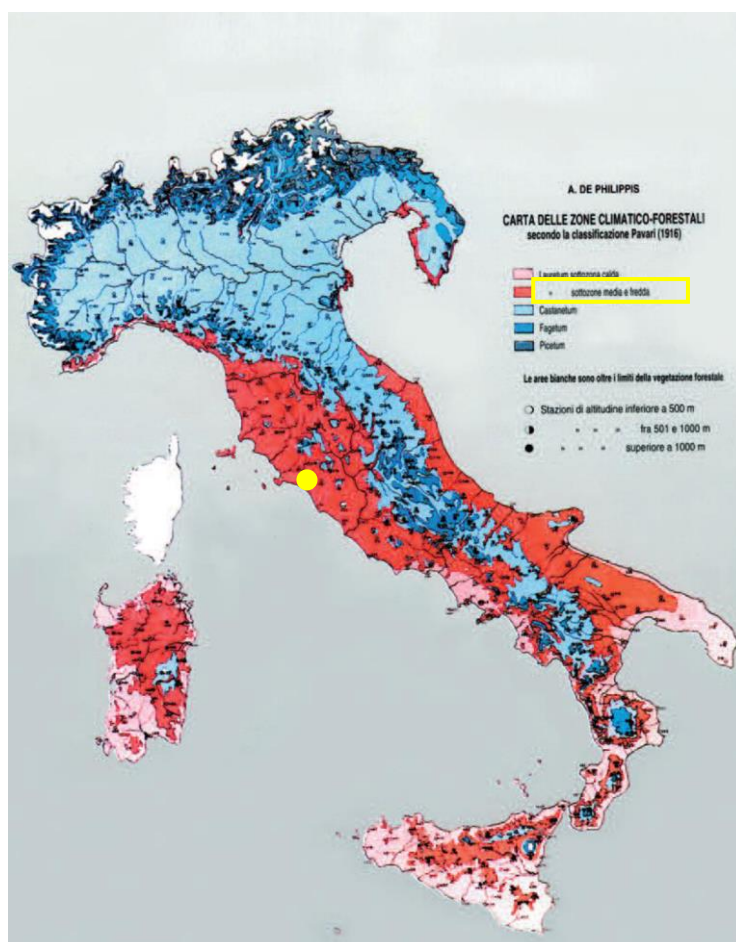 A. DE PHILIPPIS
CARTA DELLE ZONE CLIMATICO-FORESTALI
secondo la classificazione Pavari (1916)
Lauretum sottozona calda
" sottozone media e fredda
Castanetum
Fagetum
Picetum
Le aree bianche sono oltre i limiti della vegetazione forestale
Stazioni di altitudine inferiore a 500 m
" " " fra 501 e 1000 m
" " " superiore a 1000 m